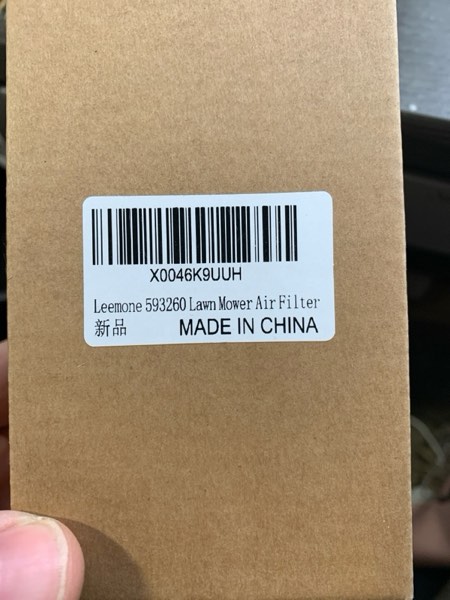 X0046K9UUH
Leemone 593260 Lawn Mower Air Filter
新品 MADE IN CHINA